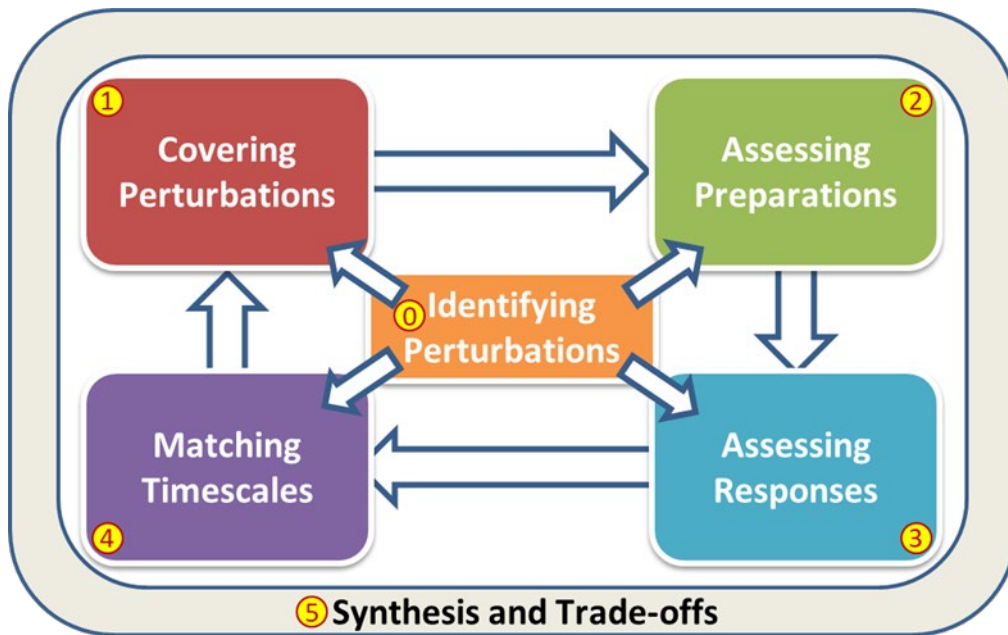 1
Covering
Perturbations
2
Assessing
Preparations
0
Identifying
Perturbations
Matching
Timescales
4
Assessing
Responses
3
5 Synthesis and Trade-offs